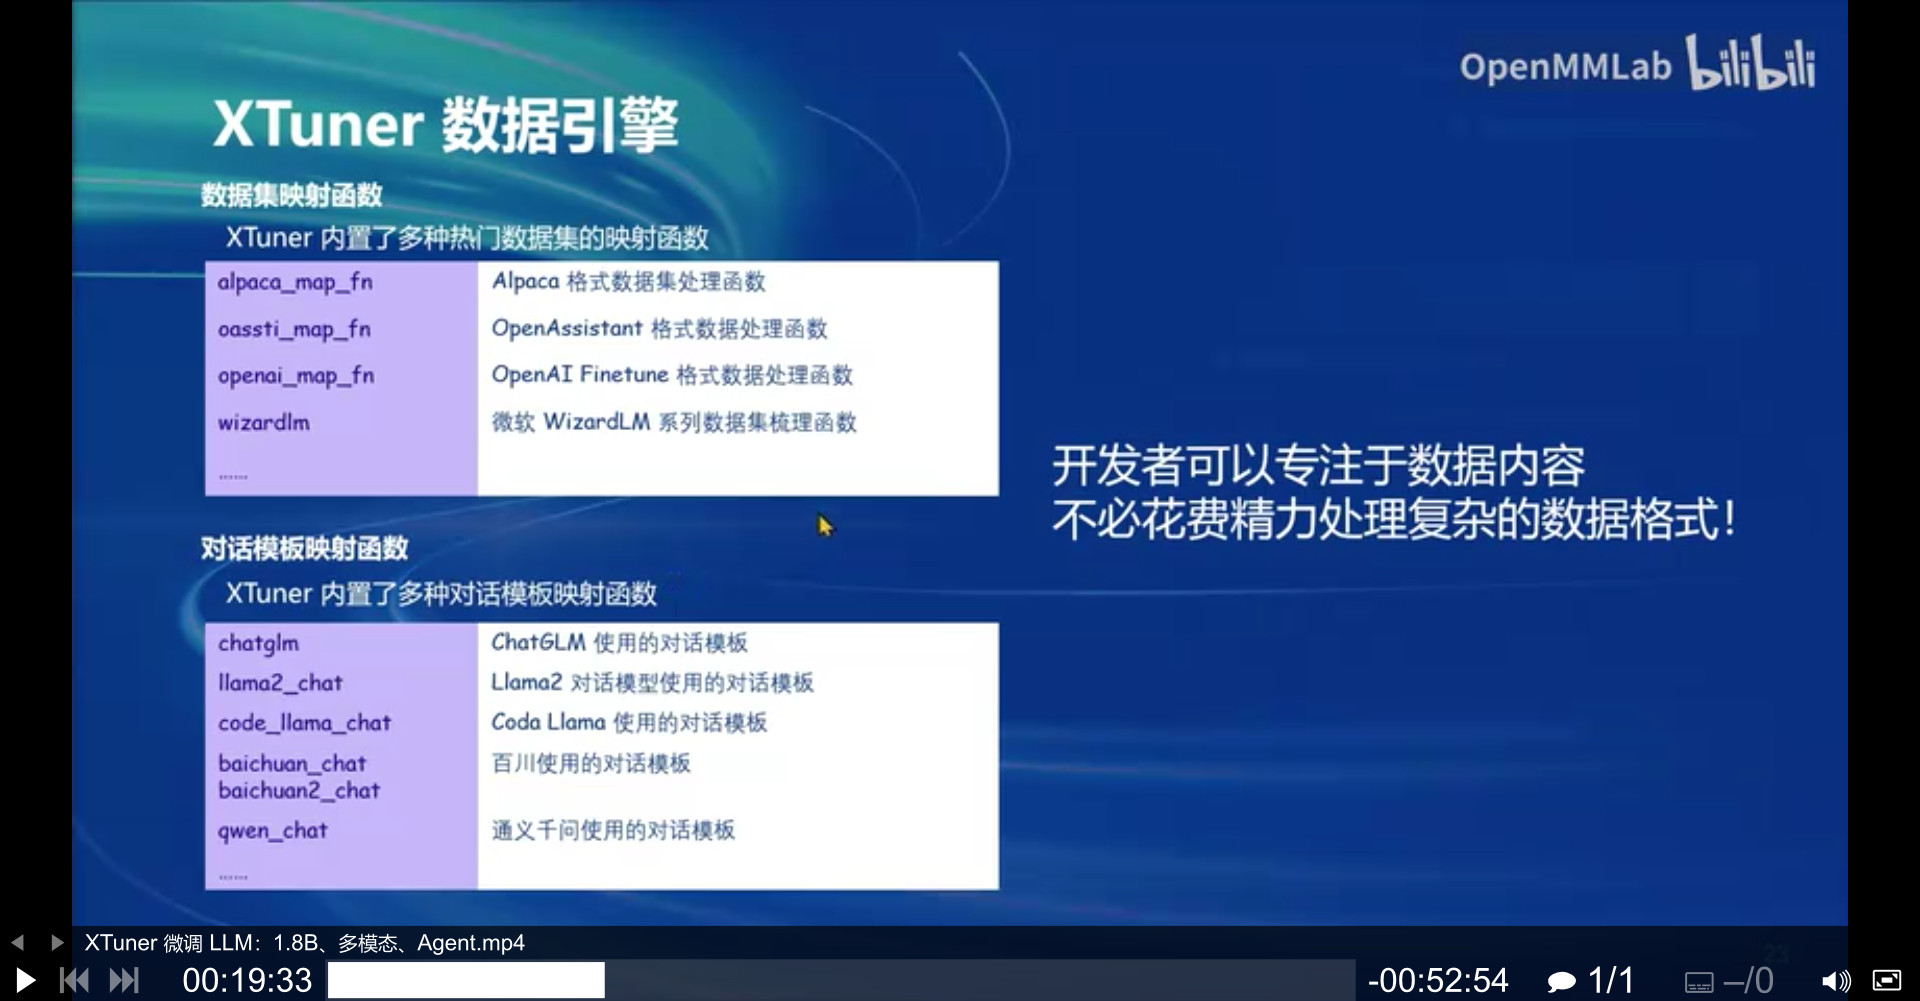 OpenMMLab bilibili
XTuner 数据引擎
数据集映射函数
XTuner 内置了多种热门数据集的映射函数
alpaca_map_fn Alpaca 格式数据集处理函数
oassti_map_fn OpenAssistant 格式数据处理函数
openai_map_fn OpenAI Finetune 格式数据处理函数
wizardlm 微软 WizardLM 系列数据集梳理函数
......
开发者可以专注于数据内容
不必花费精力处理复杂的数据格式！
对话模板映射函数
XTuner 内置了多种对话模板映射函数
chatglm ChatGLM 使用的对话模板
llama2_chat Llama2 对话模型使用的对话模板
code_llama_chat Coda Llama 使用的对话模板
baichuan_chat 百川使用的对话模板
baichuan2_chat
qwen_chat 通义千问使用的对话模板
......
23
XTuner 微调 LLM：1.8B、多模态、Agent.mp4
00:19:33 -00:52:54 1/1 –/0